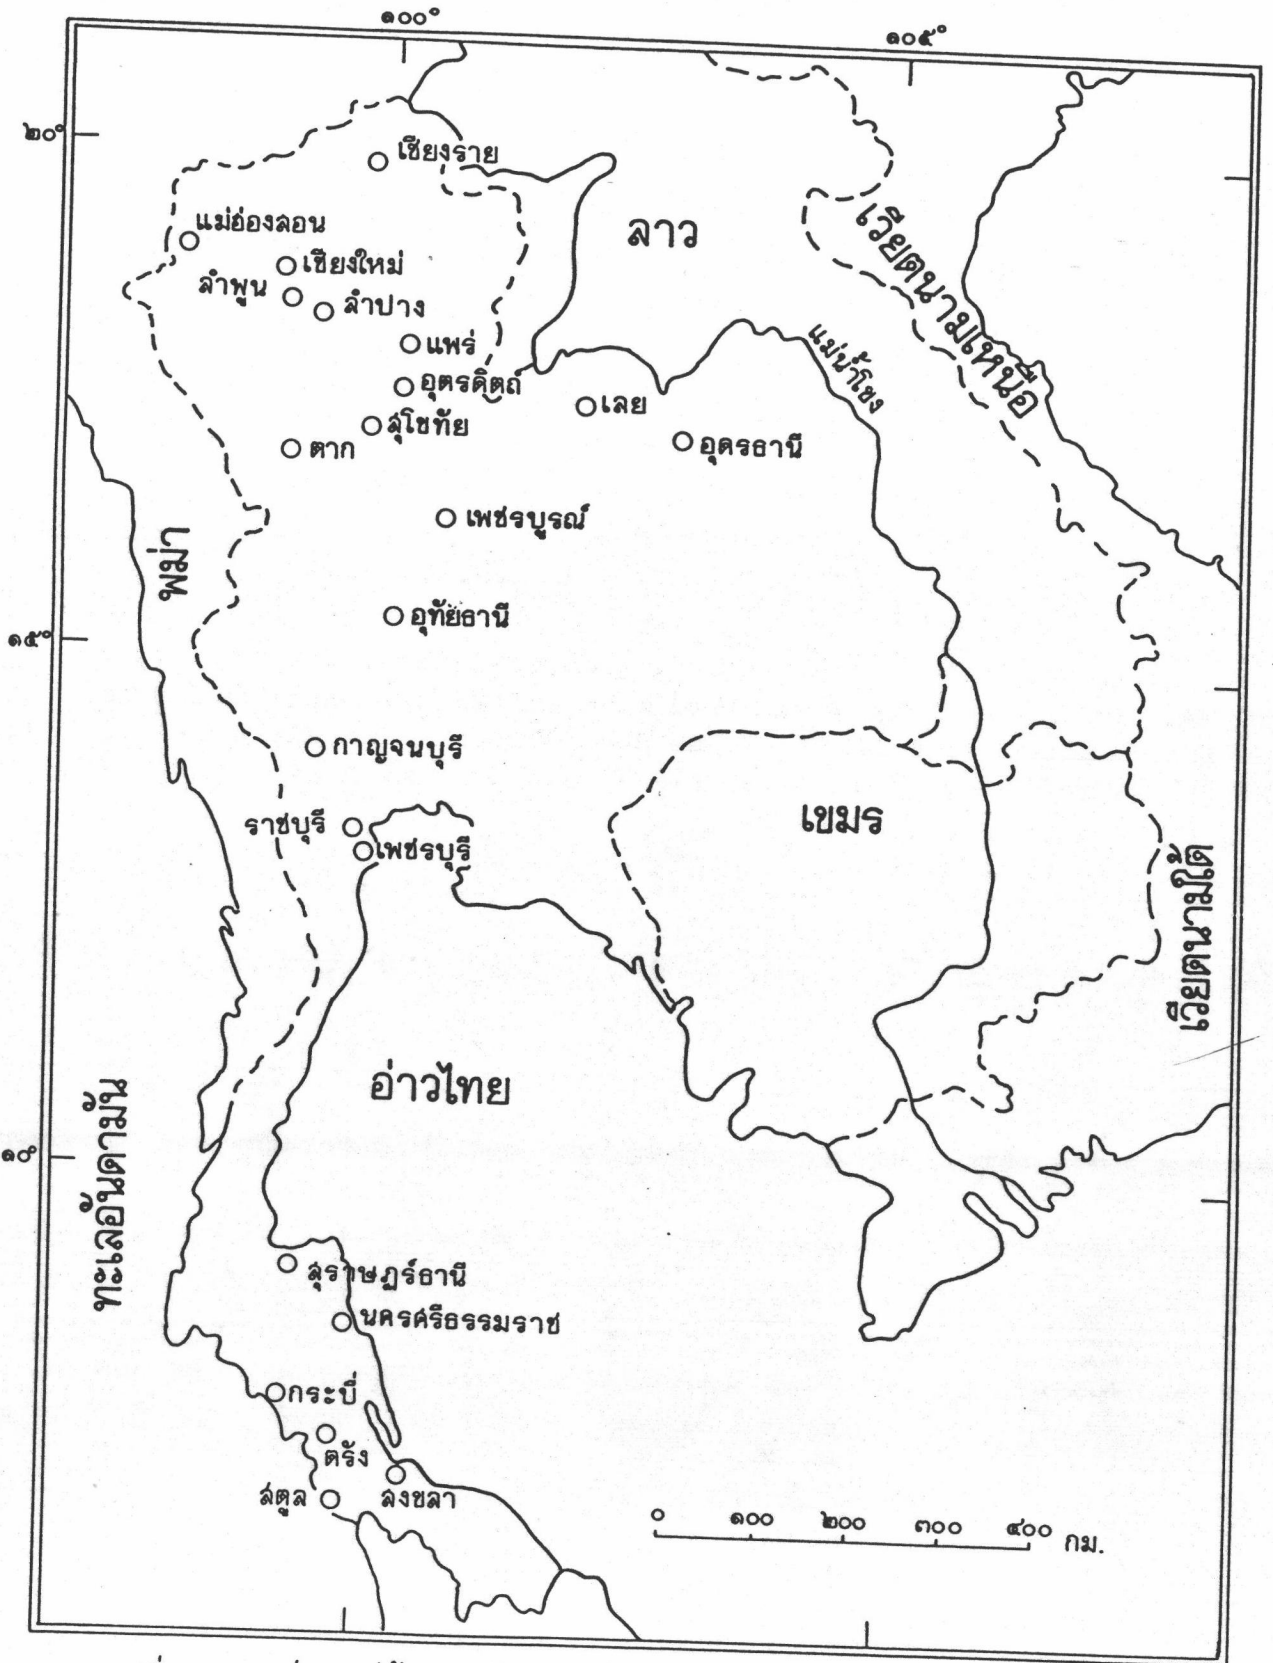 ๑๐๐°
๑๐๕°
๒๐°
เชียงราย
แม่ฮ่องสอน
ลาว
เวียดนามเหนือ
เชียงใหม่
ลำพูน
ลำปาง
แพร่
แม่น้ำโขง
อุตรดิตถ์
เลย
สุโขทัย
ตาก
อุดรธานี
เพชรบูรณ์
พม่า
อุทัยธานี
๑๕°
กาญจนบุรี
ราชบุรี
เขมร
เพชรบุรี
เวียดนามใต้
อ่าวไทย
ทะเลอันดามัน
๑๐°
สุราษฎร์ธานี
นครศรีธรรมราช
กระบี่
ตรัง
สงขลา
สตูล
๐ ๑๐๐ ๒๐๐ ๓๐๐ ๔๐๐ กม.